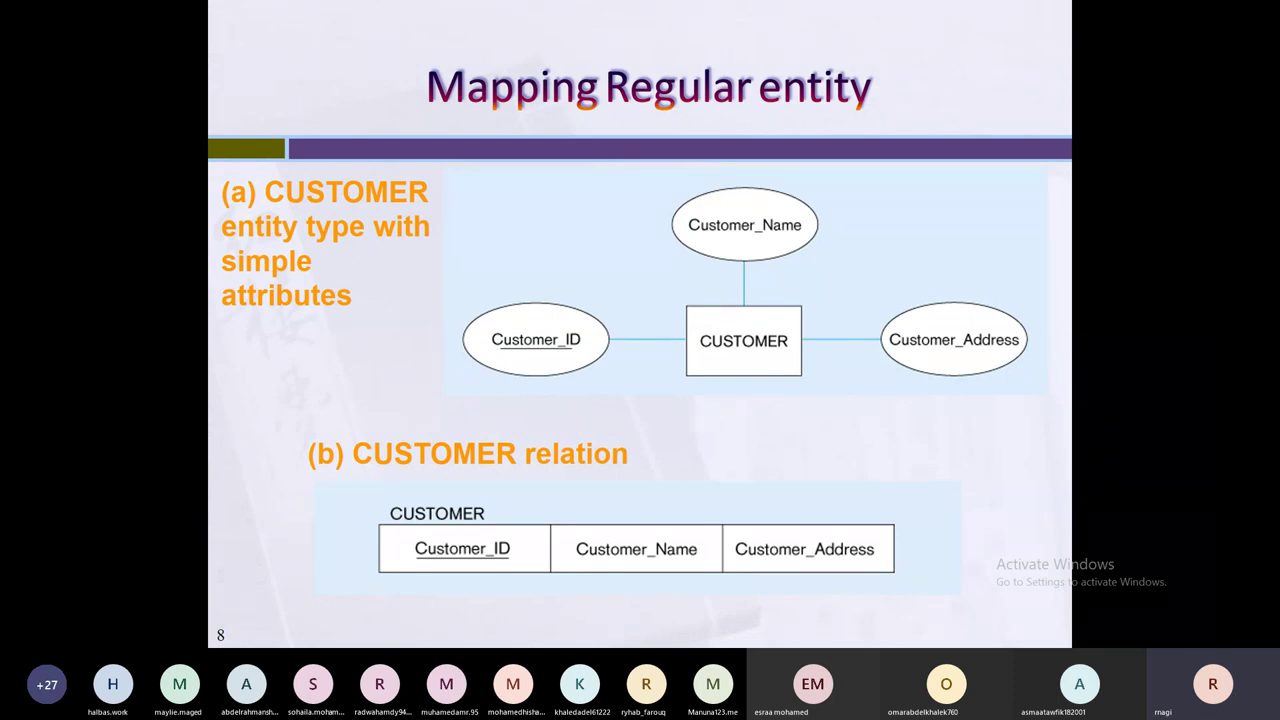 Mapping Regular entity
(a) CUSTOMER
entity type with
simple
attributes
Customer_Name
Customer_ID
CUSTOMER
Customer_Address
(b) CUSTOMER relation
CUSTOMER
Customer_ID Customer_Name Customer_Address
Activate Windows
Go to Settings to activate Windows.
8
+27 H M A S R M M K R M EM O A R
halbas.work maylie.maged abdelrahmansh... sohaila.moham... radwahamdy94... muhamedamr.95 mohamedhisha... khaledadel61222 ryhab_farouq Manuna123.me esraa mohamed omarabdelkhalek760 asmaatawfik182001 rnagi